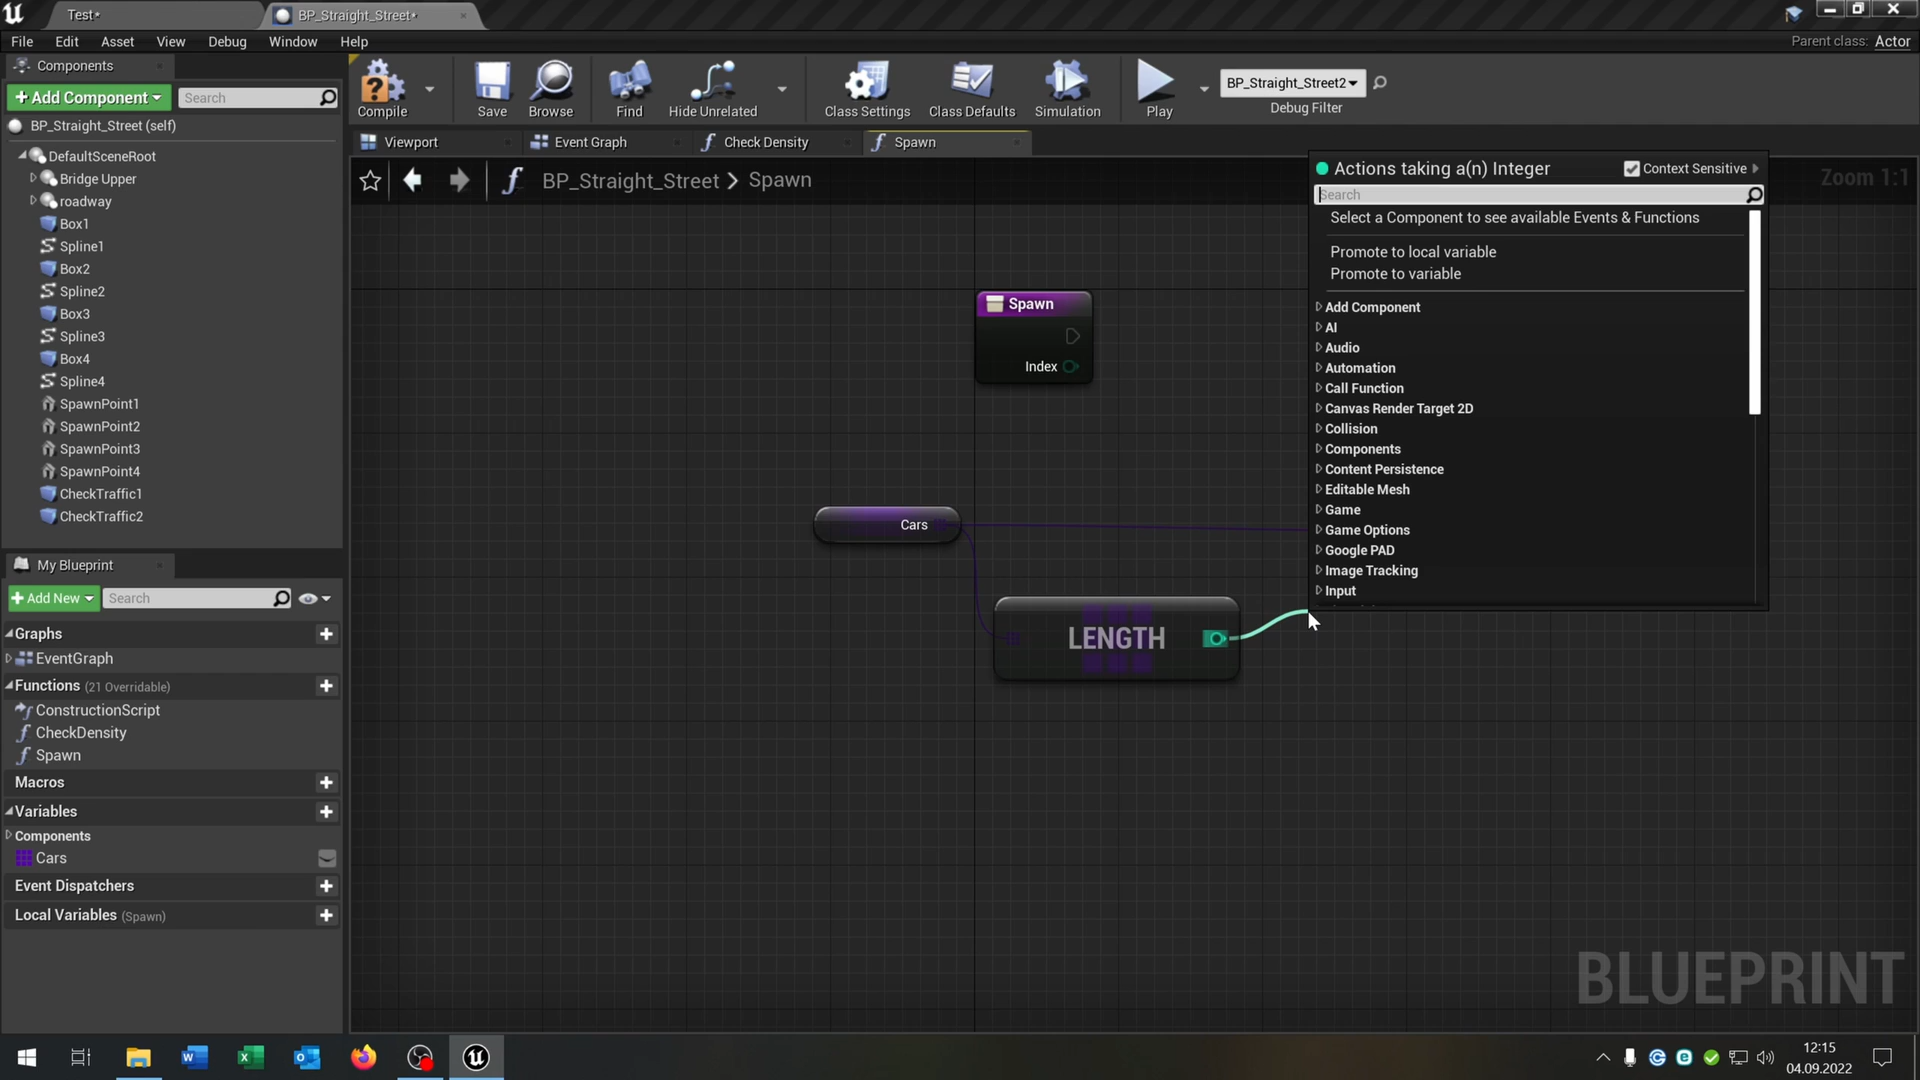 Test*
BP_Straight_Street*
File Edit Asset View Debug Window Help
Parent class: Actor
Components
+ Add Component
Search
BP_Straight_Street (self)
DefaultSceneRoot
Bridge Upper
roadway
Box1
Spline1
Box2
Spline2
Box3
Spline3
Box4
Spline4
SpawnPoint1
SpawnPoint2
SpawnPoint3
SpawnPoint4
CheckTraffic1
CheckTraffic2
Compile
Save
Browse
Find
Hide Unrelated
Class Settings
Class Defaults
Simulation
Play
BP_Straight_Street2
Debug Filter
Viewport
Event Graph
Check Density
Spawn
BP_Straight_Street > Spawn
Zoom 1:1
Spawn
Index
Cars
LENGTH
Actions taking a(n) Integer
Context Sensitive
Search
Select a Component to see available Events & Functions
Promote to local variable
Promote to variable
Add Component
AI
Audio
Automation
Call Function
Canvas Render Target 2D
Collision
Components
Content Persistence
Editable Mesh
Game
Game Options
Google PAD
Image Tracking
Input
My Blueprint
+ Add New
Search
Graphs
EventGraph
Functions (21 Overridable)
ConstructionScript
CheckDensity
Spawn
Macros
Variables
Components
Cars
Event Dispatchers
Local Variables (Spawn)
BLUEPRINT
12:15
04.09.2022